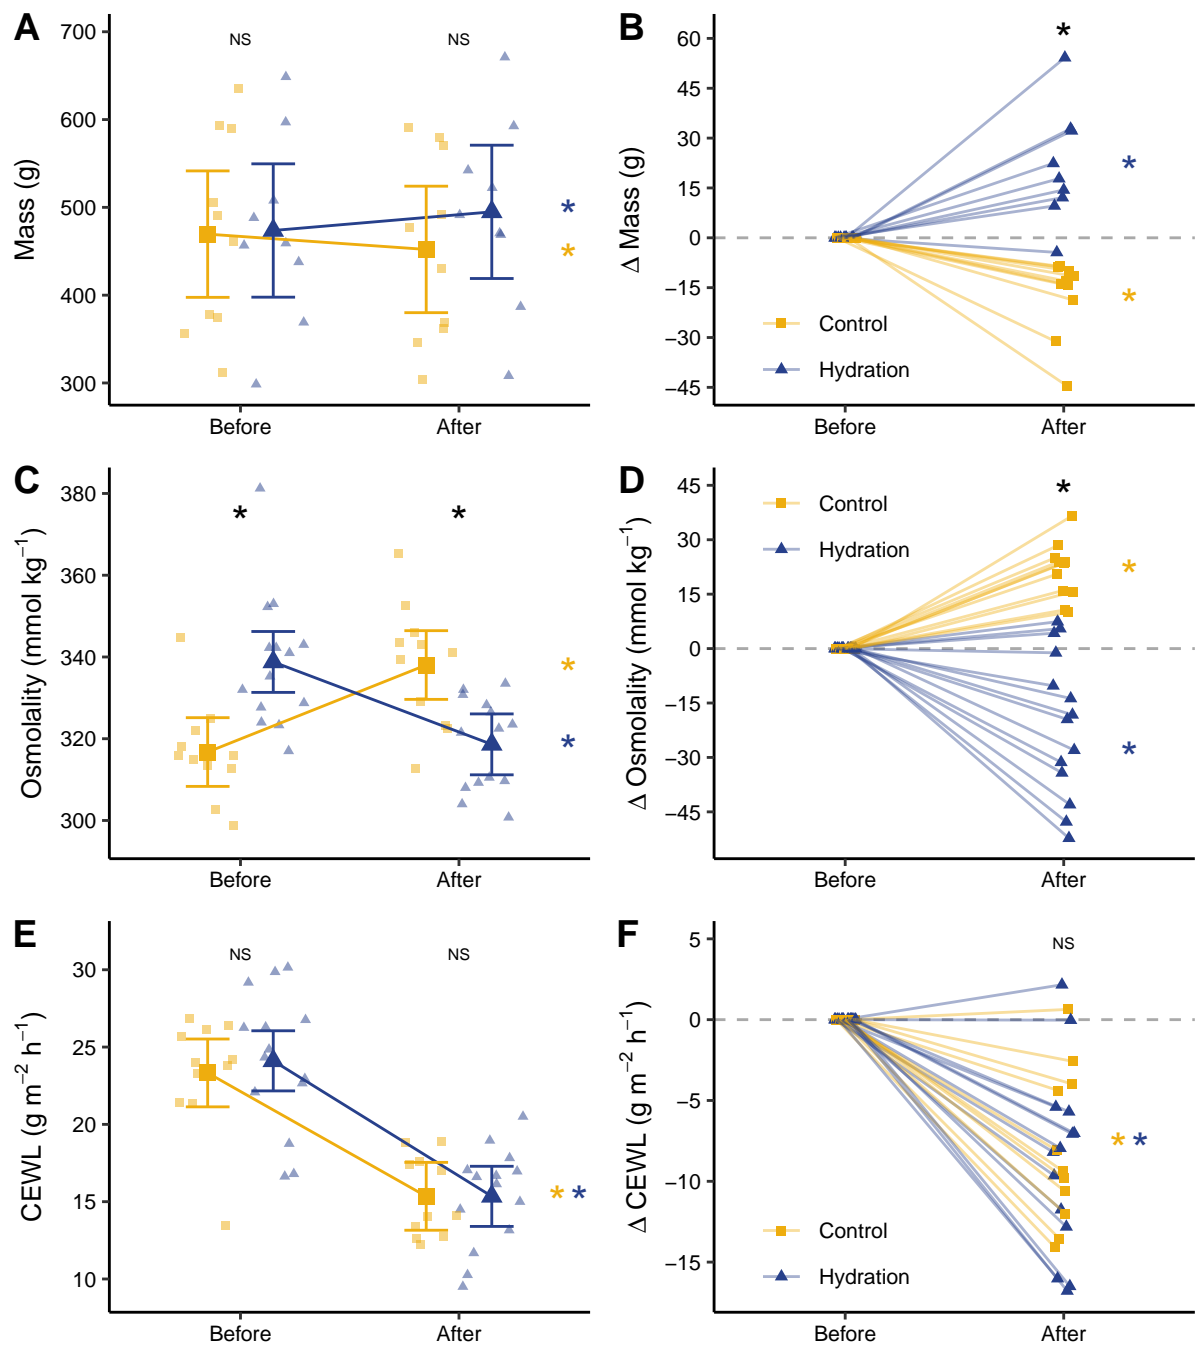 A
Mass (g)
700
600
500
400
300
NS
NS
*
*
Before
After
B
Δ Mass (g)
60
45
30
15
0
−15
−30
−45
*
*
*
Control
Hydration
Before
After
C
Osmolality (mmol kg⁻¹)
380
360
340
320
300
*
*
*
*
Before
After
D
Δ Osmolality (mmol kg⁻¹)
45
30
15
0
−15
−30
−45
Control
Hydration
*
*
*
Before
After
E
CEWL (g m⁻² h⁻¹)
30
25
20
15
10
NS
NS
* *
Before
After
F
Δ CEWL (g m⁻² h⁻¹)
5
0
−5
−10
−15
NS
* *
Control
Hydration
Before
After